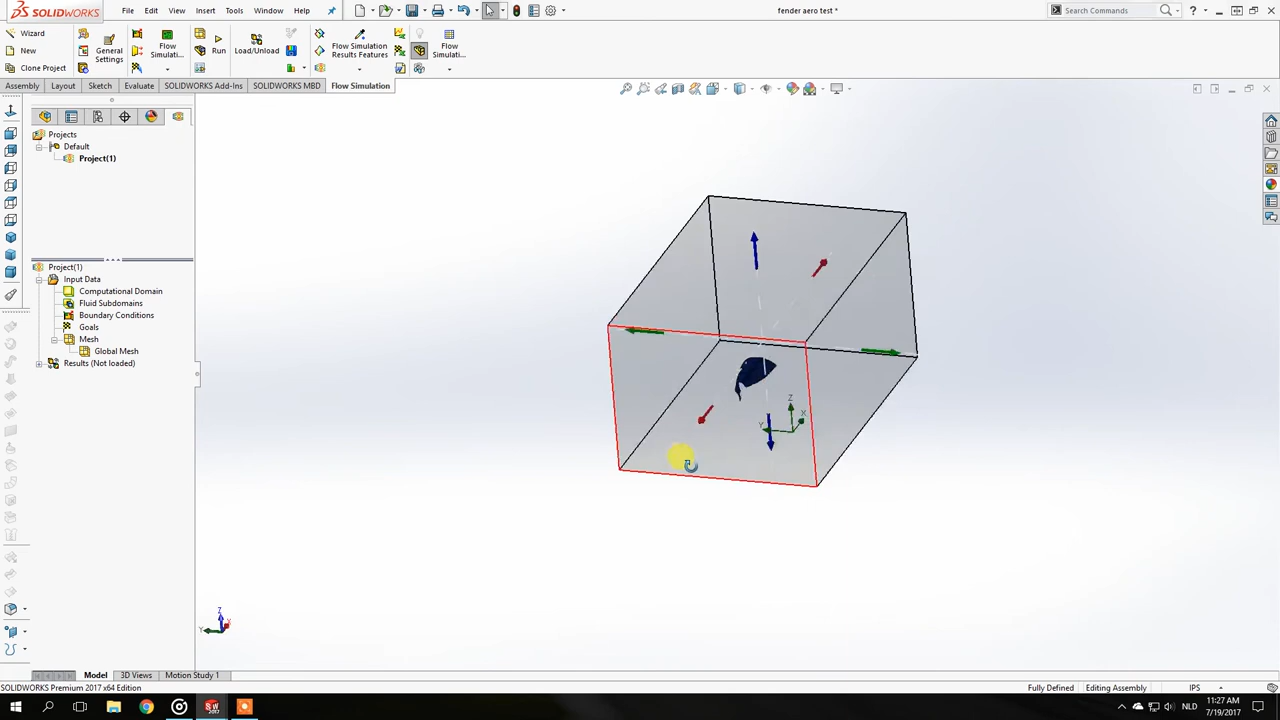 SOLIDWORKS
File Edit View Insert Tools Window Help
fender aero test *
Search Commands
Wizard
New
Clone Project
General Settings
Flow Simulati...
Run
Load/Unload
Flow Simulation Results Features
Flow Simulati...
Assembly Layout Sketch Evaluate SOLIDWORKS Add-Ins SOLIDWORKS MBD Flow Simulation
Projects
Default
Project(1)
Project(1)
Input Data
Computational Domain
Fluid Subdomains
Boundary Conditions
Goals
Mesh
Global Mesh
Results (Not loaded)
Z
X
Y
Z
X
Y
Model 3D Views Motion Study 1
SOLIDWORKS Premium 2017 x64 Edition
Fully Defined Editing Assembly IPS
NLD
11:27 AM
7/19/2017